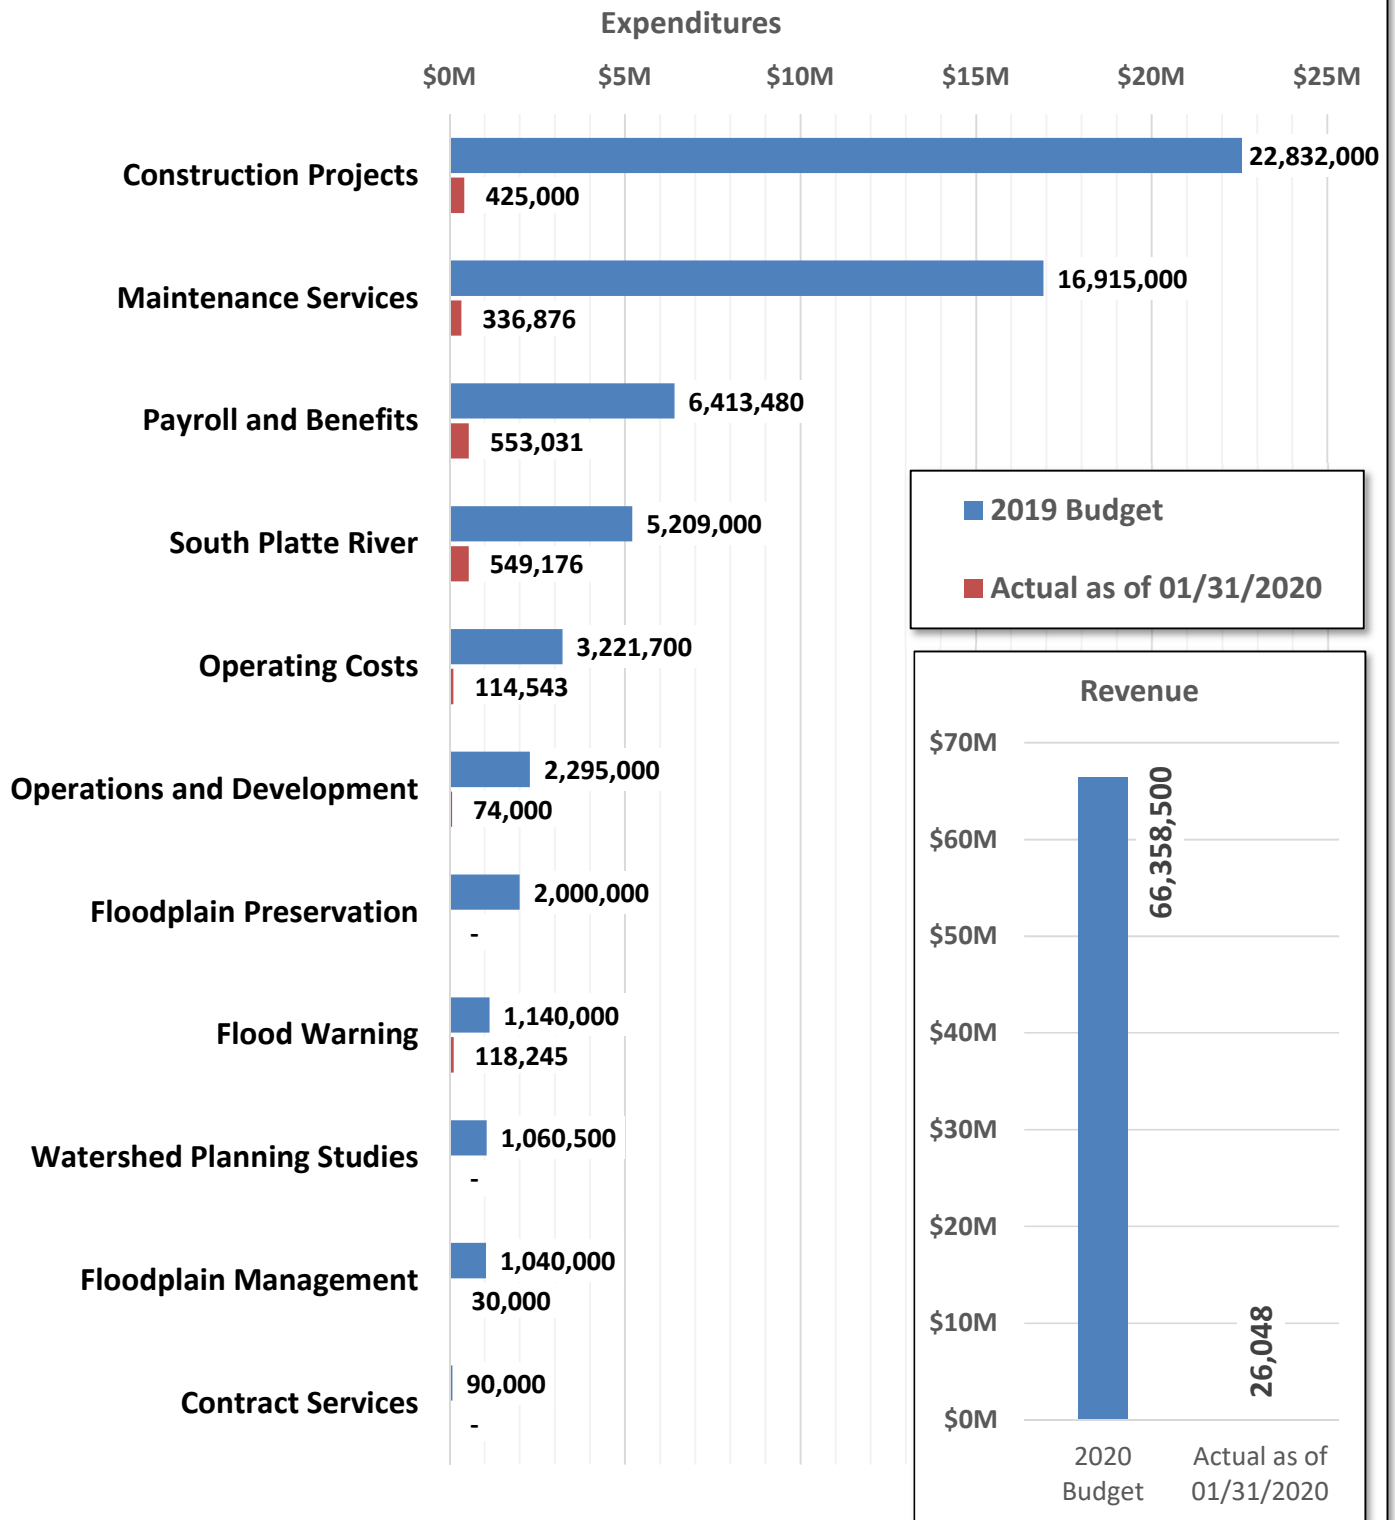 Expenditures
$0M $5M $10M $15M $20M $25M
Construction Projects
22,832,000
425,000
Maintenance Services
16,915,000
336,876
Payroll and Benefits
6,413,480
553,031
South Platte River
5,209,000
549,176
Operating Costs
3,221,700
114,543
Operations and Development
2,295,000
74,000
Floodplain Preservation
2,000,000
-
Flood Warning
1,140,000
118,245
Watershed Planning Studies
1,060,500
-
Floodplain Management
1,040,000
30,000
Contract Services
90,000
-
2019 Budget
Actual as of 01/31/2020
Revenue
$70M
$60M
$50M
$40M
$30M
$20M
$10M
$0M
66,358,500
26,048
2020
Budget
Actual as of
01/31/2020